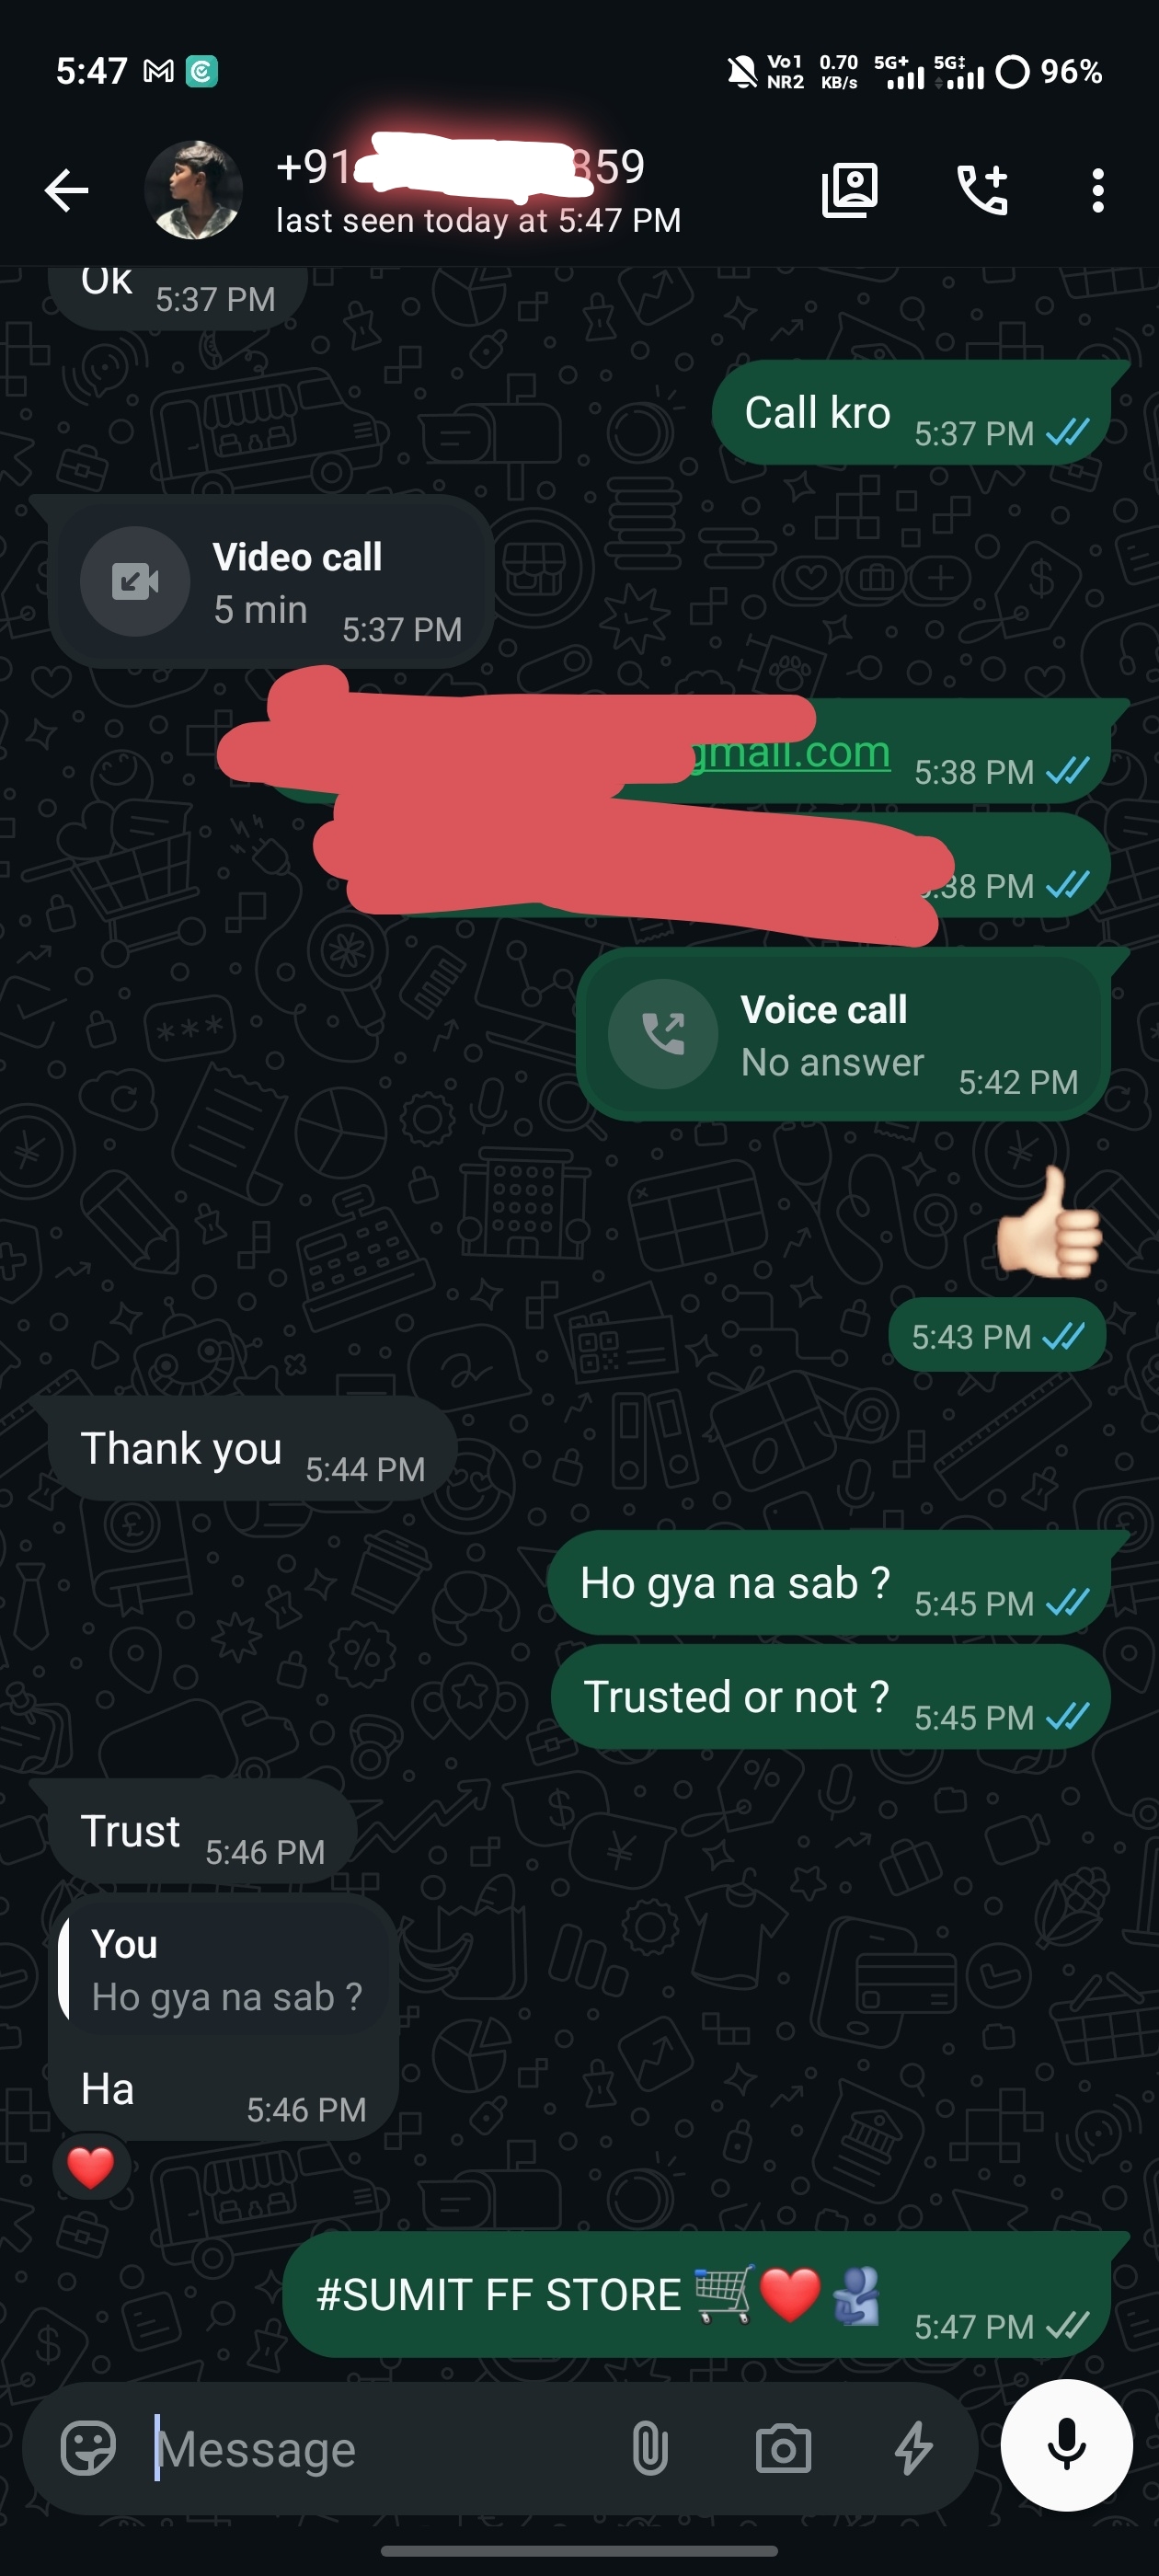 5:47
Vo1
NR2
0.70
KB/s
5G+
5G
96%
+91 859
last seen today at 5:47 PM
Ok 5:37 PM
Call kro 5:37 PM
Video call
5 min 5:37 PM
gmail.com 5:38 PM
:38 PM
Voice call
No answer 5:42 PM
5:43 PM
Thank you 5:44 PM
Ho gya na sab ? 5:45 PM
Trusted or not ? 5:45 PM
Trust 5:46 PM
You
Ho gya na sab ?
Ha 5:46 PM
#SUMIT FF STORE 🛒❤️🫂 5:47 PM
Message